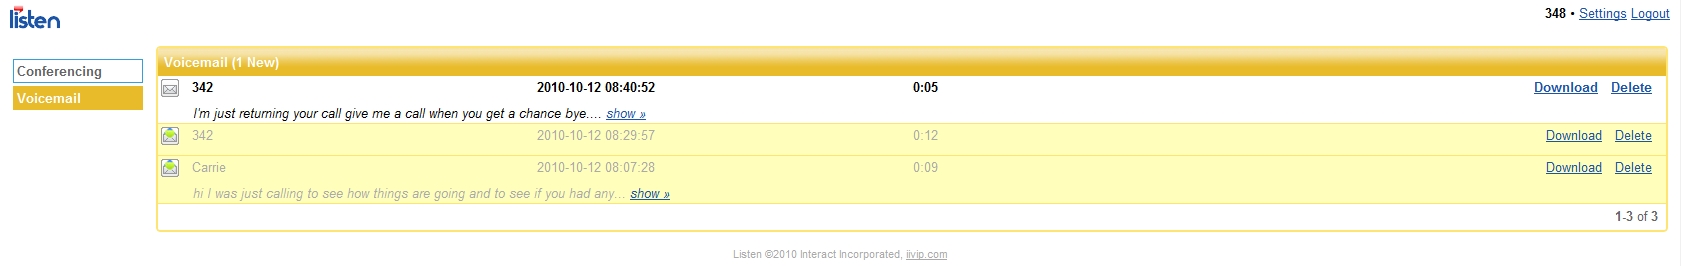 listen
348 • Settings Logout
Conferencing
Voicemail
Voicemail (1 New)
342 2010-10-12 08:40:52 0:05 Download Delete
I'm just returning your call give me a call when you get a chance bye.... show »
342 2010-10-12 08:29:57 0:12 Download Delete
Carrie 2010-10-12 08:07:28 0:09 Download Delete
hi I was just calling to see how things are going and to see if you had any... show »
1-3 of 3
Listen ©2010 Interact Incorporated, iivip.com